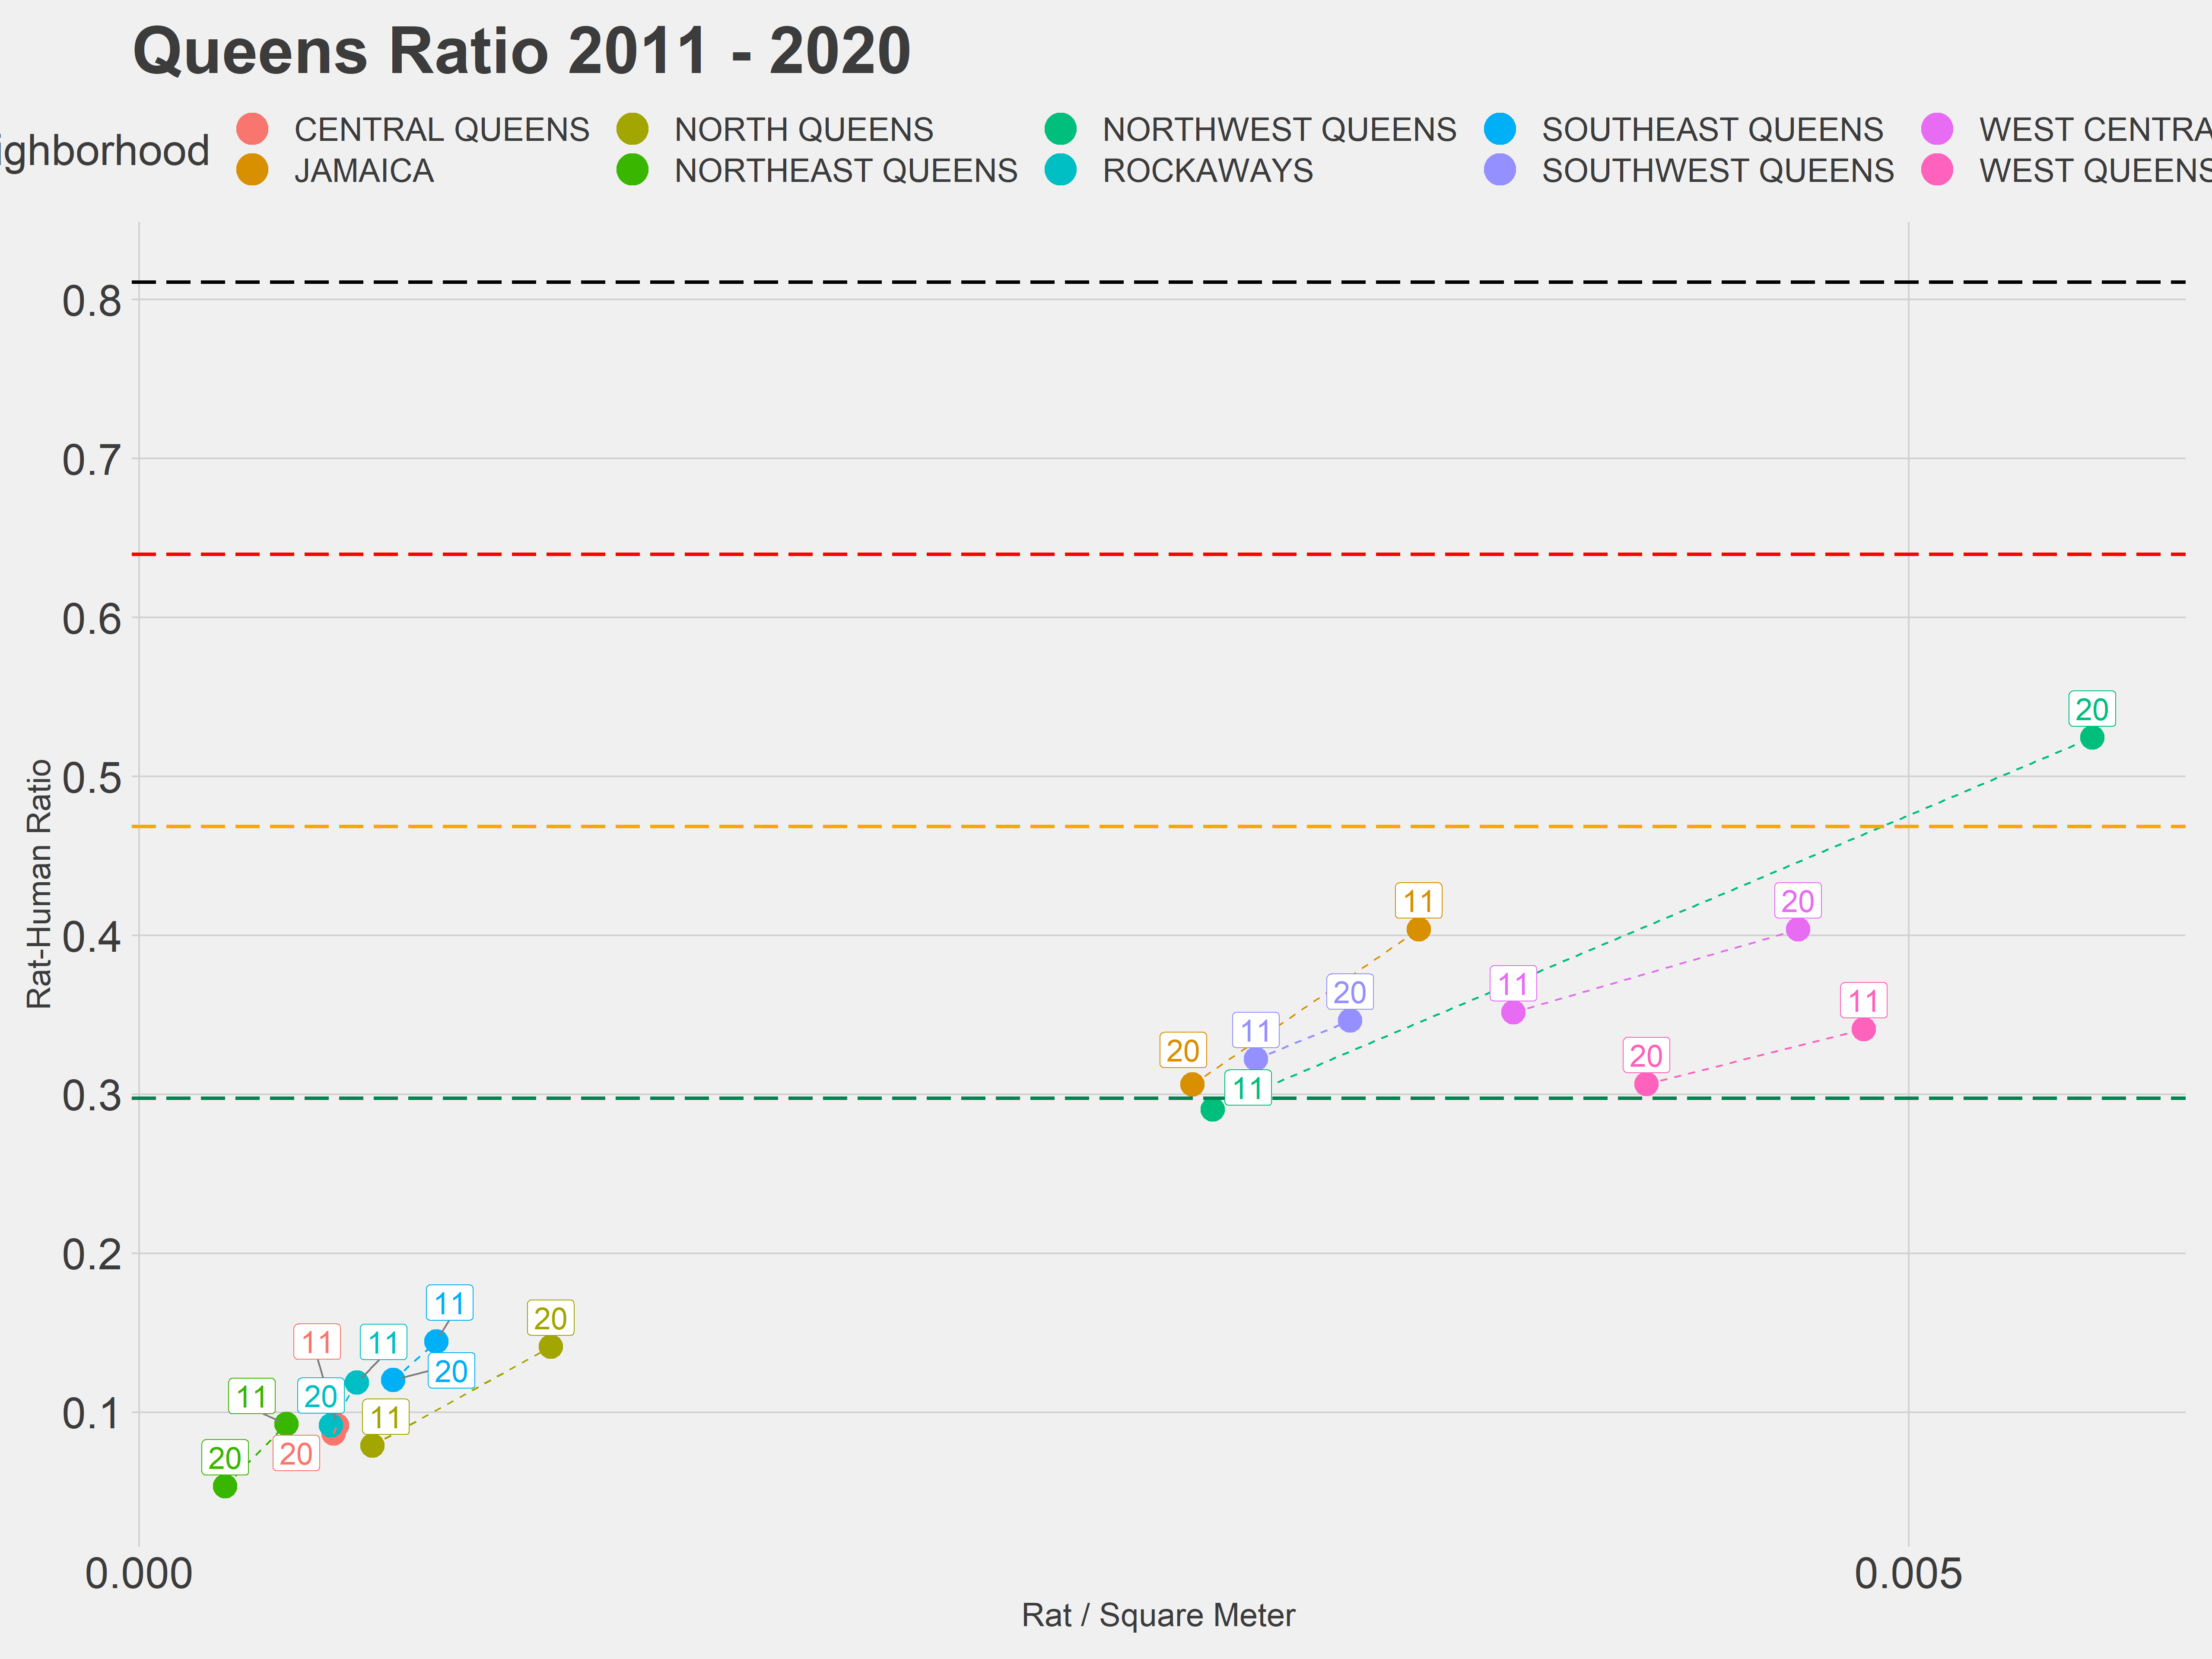 Queens Ratio 2011 - 2020
ighborhood
CENTRAL QUEENS NORTH QUEENS NORTHWEST QUEENS SOUTHEAST QUEENS WEST CENTRA
JAMAICA NORTHEAST QUEENS ROCKAWAYS SOUTHWEST QUEENS WEST QUEENS
0.8
0.7
0.6
20
0.5
11 20
0.4
20 11 11
11 20 20
0.3 11
0.2
11 20
11 11
20
11 20 11
0.1
20 20
Rat-Human Ratio
0.000 0.005
Rat / Square Meter